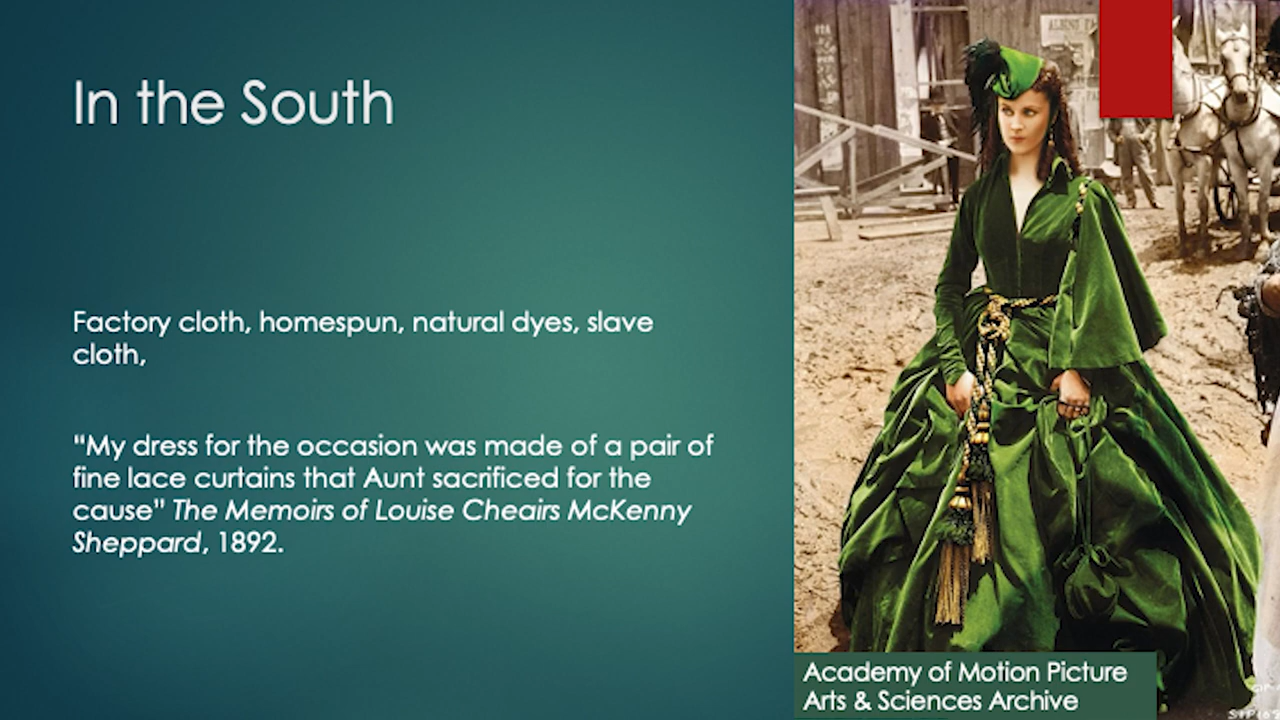 In the South
Factory cloth, homespun, natural dyes, slave
cloth,
“My dress for the occasion was made of a pair of
fine lace curtains that Aunt sacrificed for the
cause” The Memoirs of Louise Cheairs McKenny
Sheppard, 1892.
Academy of Motion Picture
Arts & Sciences Archive